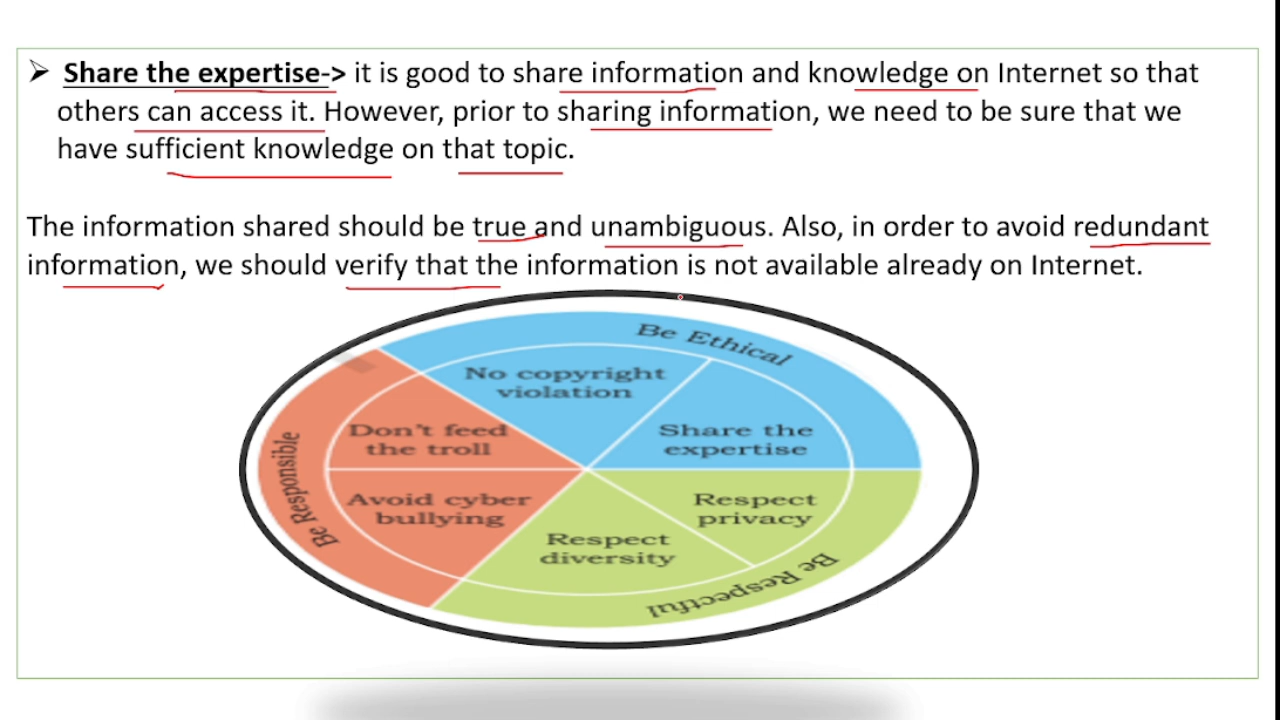 ➤ Share the expertise-> it is good to share information and knowledge on Internet so that
others can access it. However, prior to sharing information, we need to be sure that we
have sufficient knowledge on that topic.
The information shared should be true and unambiguous. Also, in order to avoid redundant
information, we should verify that the information is not available already on Internet.
Be Ethical
No copyright
violation
Share the
expertise
Be Responsible
Don't feed
the troll
Avoid cyber
bullying
Respect
privacy
Respect
diversity
Be Respectful